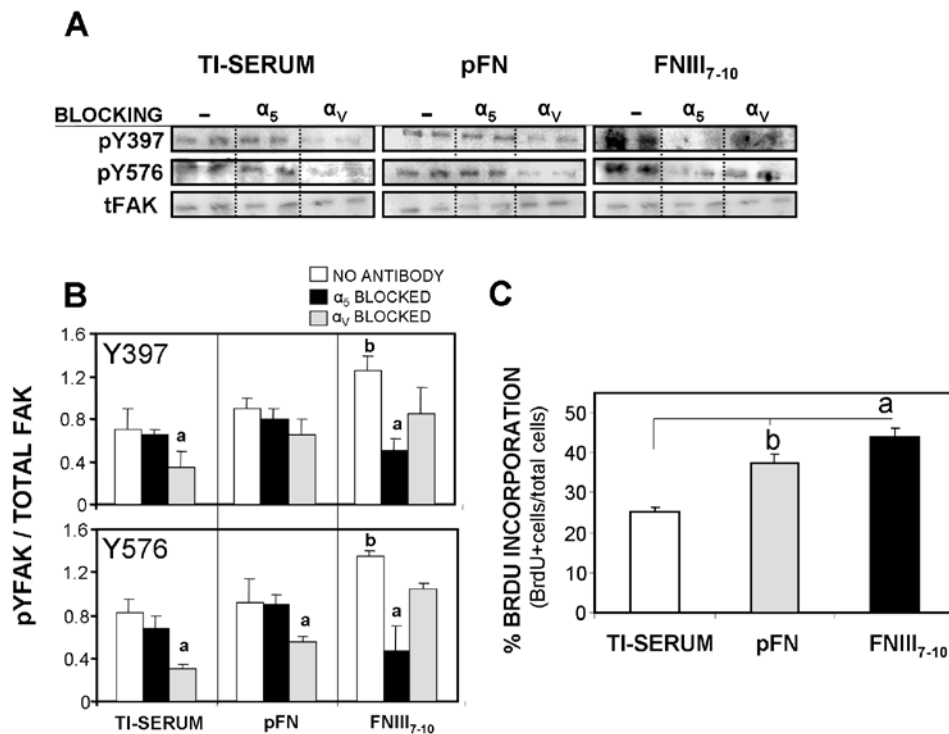 A
TI-SERUM pFN FNIII₇₋₁₀
BLOCKING – α₅ αᵥ – α₅ αᵥ – α₅ αᵥ
pY397
pY576
tFAK
B
NO ANTIBODY
α₅ BLOCKED
αᵥ BLOCKED
pYFAK / TOTAL FAK
1.6
1.2
0.8
0.4
0
Y397
a
b
a
1.6
1.2
0.8
0.4
0
Y576
a
a
b
a
TI-SERUM pFN FNIII₇₋₁₀
C
% BRDU INCORPORATION
(BrdU+cells/total cells)
50
40
30
20
10
0
b
a
TI-SERUM pFN FNIII₇₋₁₀